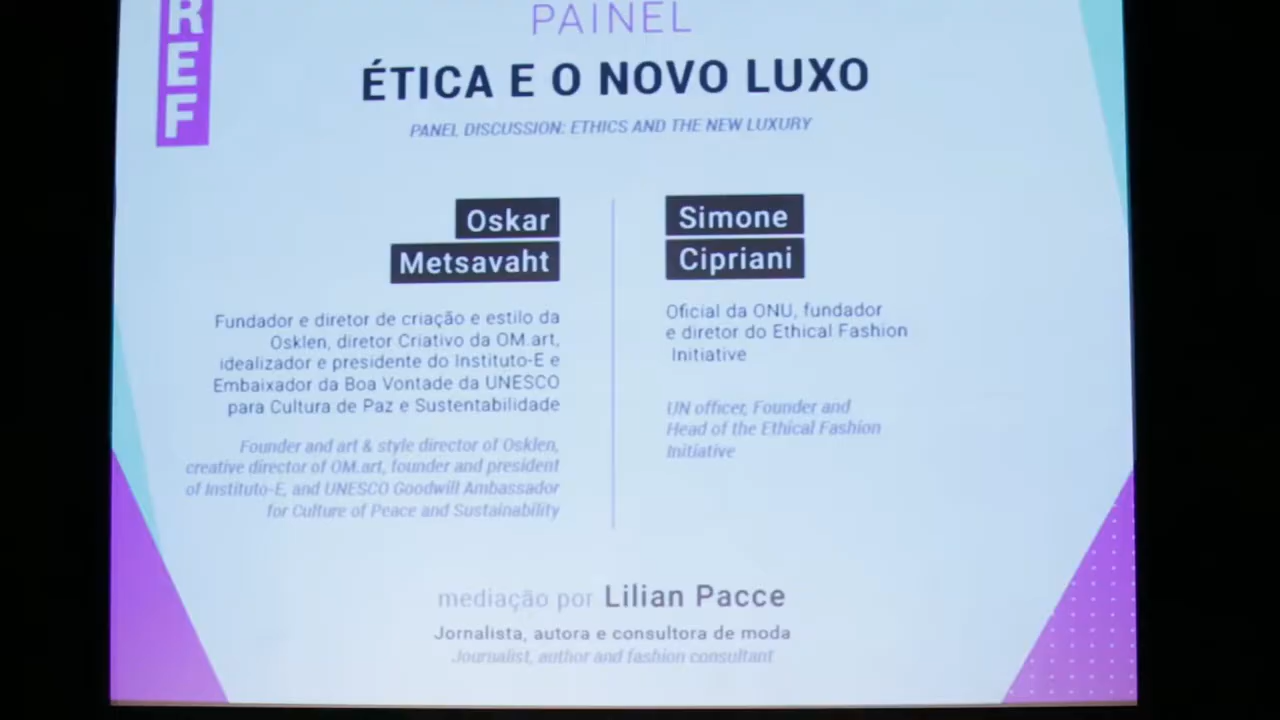 REF
PAINEL
ÉTICA E O NOVO LUXO
PANEL DISCUSSION: ETHICS AND THE NEW LUXURY
Oskar
Metsavaht
Fundador e diretor de criação e estilo da
Osklen, diretor Criativo da OM.art,
idealizador e presidente do Instituto-E e
Embaixador da Boa Vontade da UNESCO
para Cultura de Paz e Sustentabilidade
Founder and art & style director of Osklen,
creative director of OM.art, founder and president
of Instituto-E, and UNESCO Goodwill Ambassador
for Culture of Peace and Sustainability
Simone
Cipriani
Oficial da ONU, fundador
e diretor do Ethical Fashion
Initiative
UN officer, Founder and
Head of the Ethical Fashion
Initiative
mediação por Lilian Pacce
Jornalista, autora e consultora de moda
Journalist, author and fashion consultant